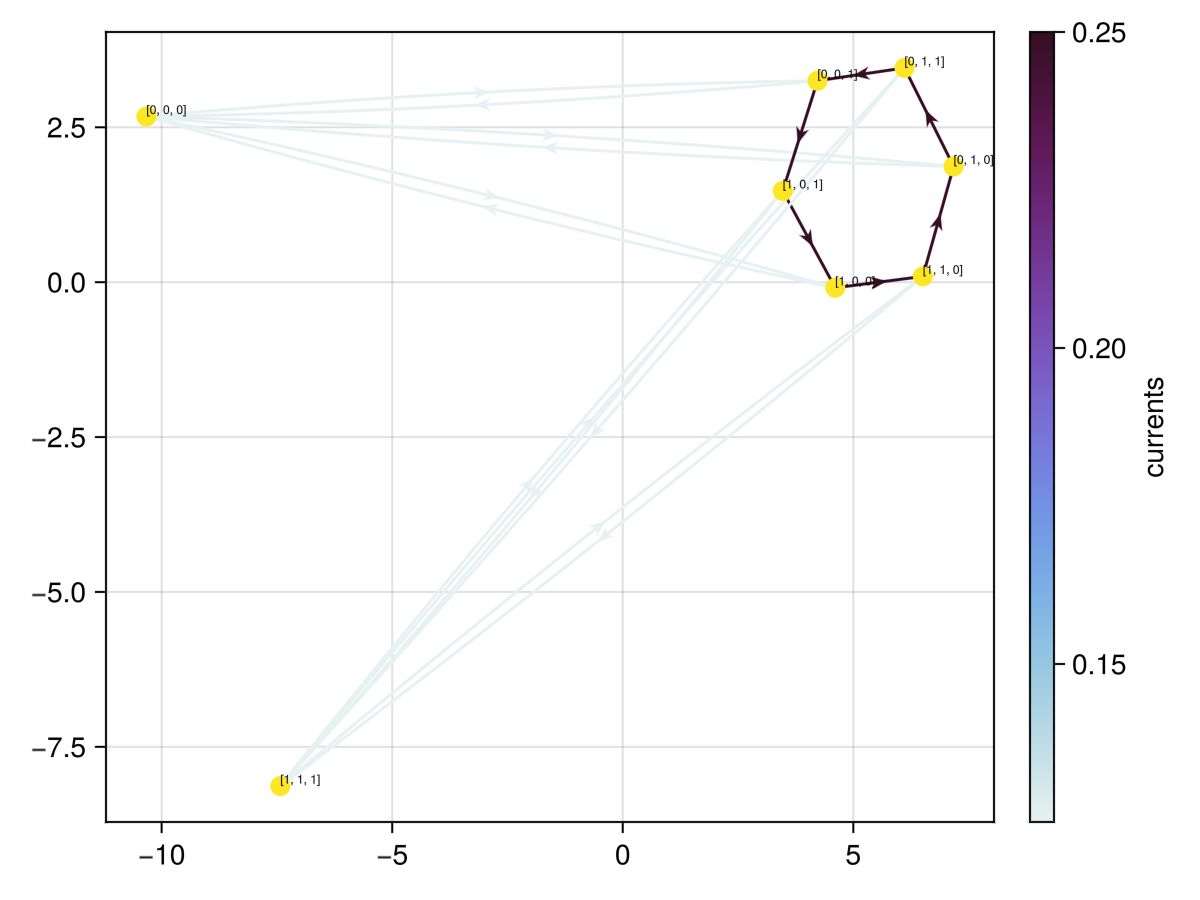 0.25
[0, 1, 1]
[0, 0, 1]
[0, 0, 0]
2.5
[0, 1, 0]
[1, 0, 1]
0.0
[1, 0, 0]
[1, 1, 0]
0.20
currents
−2.5
−5.0
0.15
−7.5
[1, 1, 1]
−10
−5
0
5